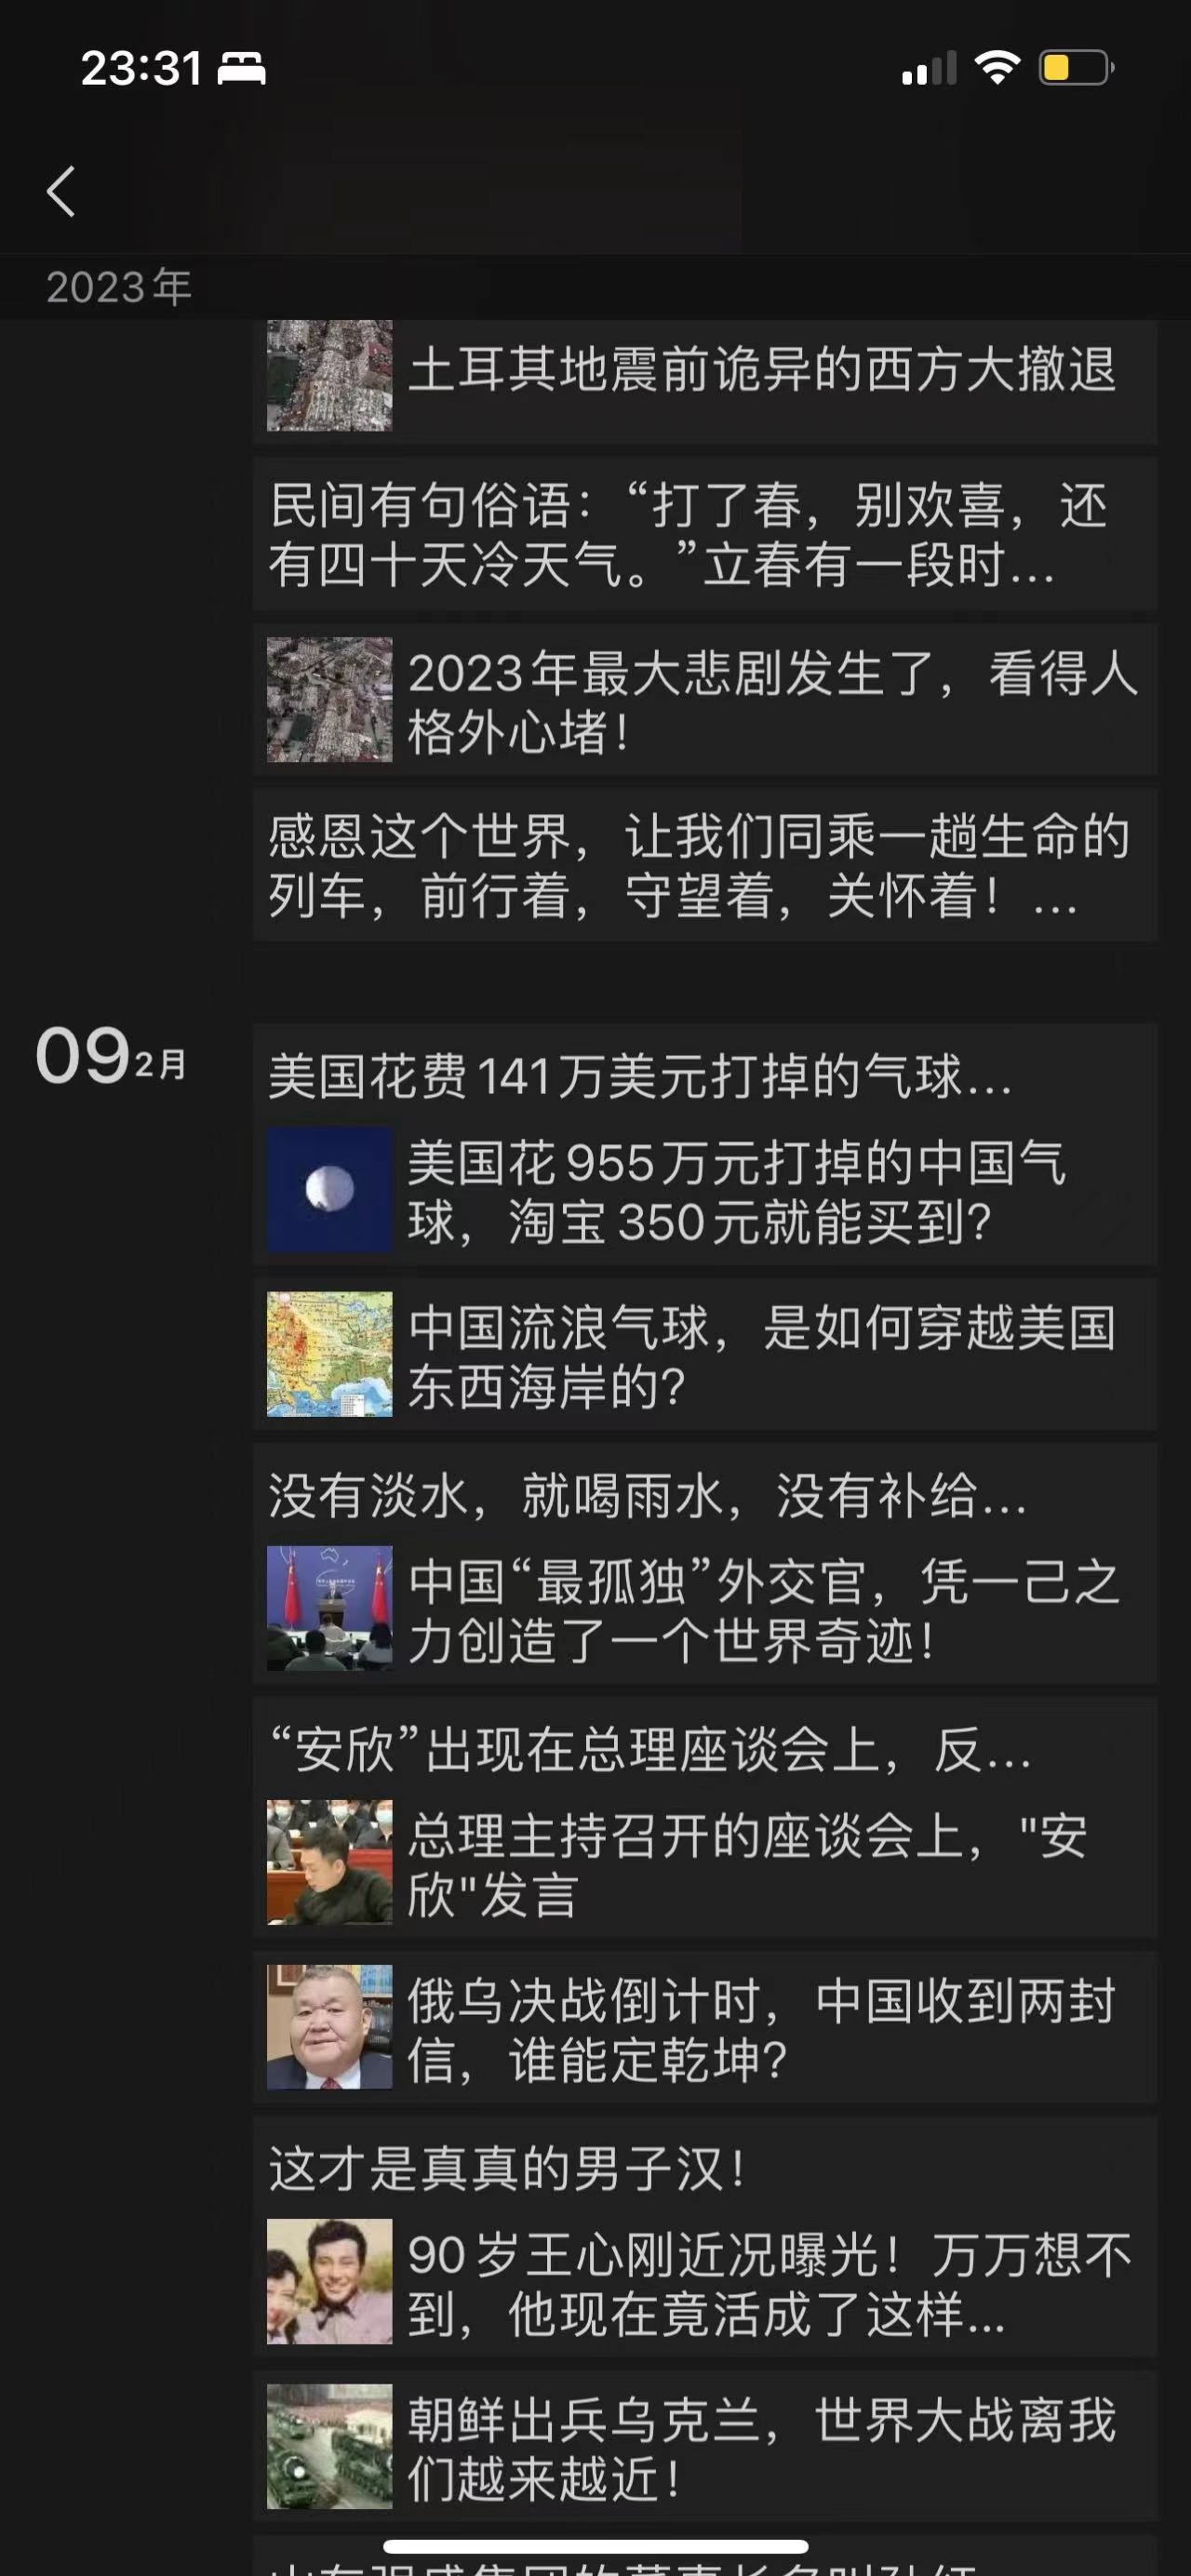 23:31
2023年
土耳其地震前诡异的西方大撤退
民间有句俗语：“打了春，别欢喜，还
有四十天冷天气。”立春有一段时...
2023年最大悲剧发生了，看得人
格外心堵！
感恩这个世界，让我们同乘一趟生命的
列车，前行着，守望着，关怀着！...
09 2月
美国花费141万美元打掉的气球...
美国花955万元打掉的中国气
球，淘宝350元就能买到?
中国流浪气球，是如何穿越美国
东西海岸的?
没有淡水，就喝雨水，没有补给...
中国“最孤独”外交官，凭一己之
力创造了一个世界奇迹！
“安欣”出现在总理座谈会上，反...
总理主持召开的座谈会上，"安
欣"发言
俄乌决战倒计时，中国收到两封
信，谁能定乾坤?
这才是真真的男子汉！
90岁王心刚近况曝光！万万想不
到，他现在竟活成了这样...
朝鲜出兵乌克兰，世界大战离我
们越来越近！